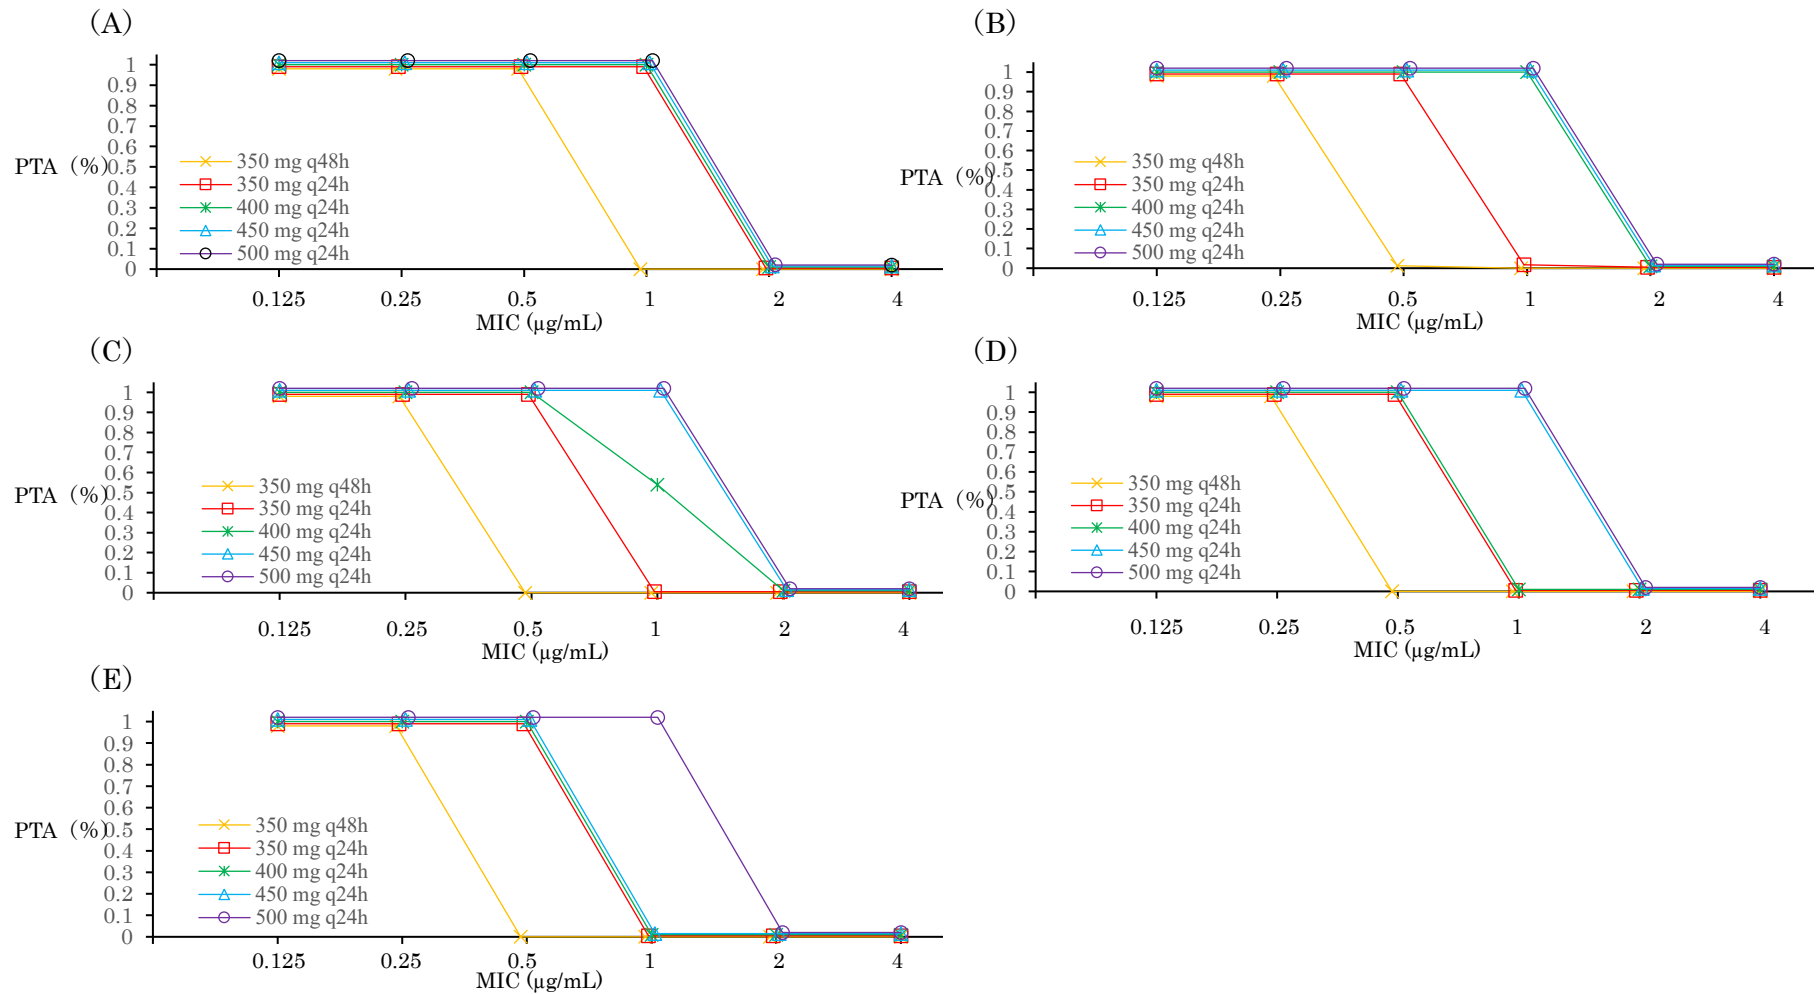 (A)
1
0.9
0.8
0.7
0.6
0.5
0.4
0.3
0.2
0.1
0
PTA (%)
350 mg q48h
350 mg q24h
400 mg q24h
450 mg q24h
500 mg q24h
0.125 0.25 0.5 1 2 4
MIC (µg/mL)
(B)
1
0.9
0.8
0.7
0.6
0.5
0.4
0.3
0.2
0.1
0
PTA (%)
350 mg q48h
350 mg q24h
400 mg q24h
450 mg q24h
500 mg q24h
0.125 0.25 0.5 1 2 4
MIC (µg/mL)
(C)
1
0.9
0.8
0.7
0.6
0.5
0.4
0.3
0.2
0.1
0
PTA (%)
350 mg q48h
350 mg q24h
400 mg q24h
450 mg q24h
500 mg q24h
0.125 0.25 0.5 1 2 4
MIC (µg/mL)
(D)
1
0.9
0.8
0.7
0.6
0.5
0.4
0.3
0.2
0.1
0
PTA (%)
350 mg q48h
350 mg q24h
400 mg q24h
450 mg q24h
500 mg q24h
0.125 0.25 0.5 1 2 4
MIC (µg/mL)
(E)
1
0.9
0.8
0.7
0.6
0.5
0.4
0.3
0.2
0.1
0
PTA (%)
350 mg q48h
350 mg q24h
400 mg q24h
450 mg q24h
500 mg q24h
0.125 0.25 0.5 1 2 4
MIC (µg/mL)